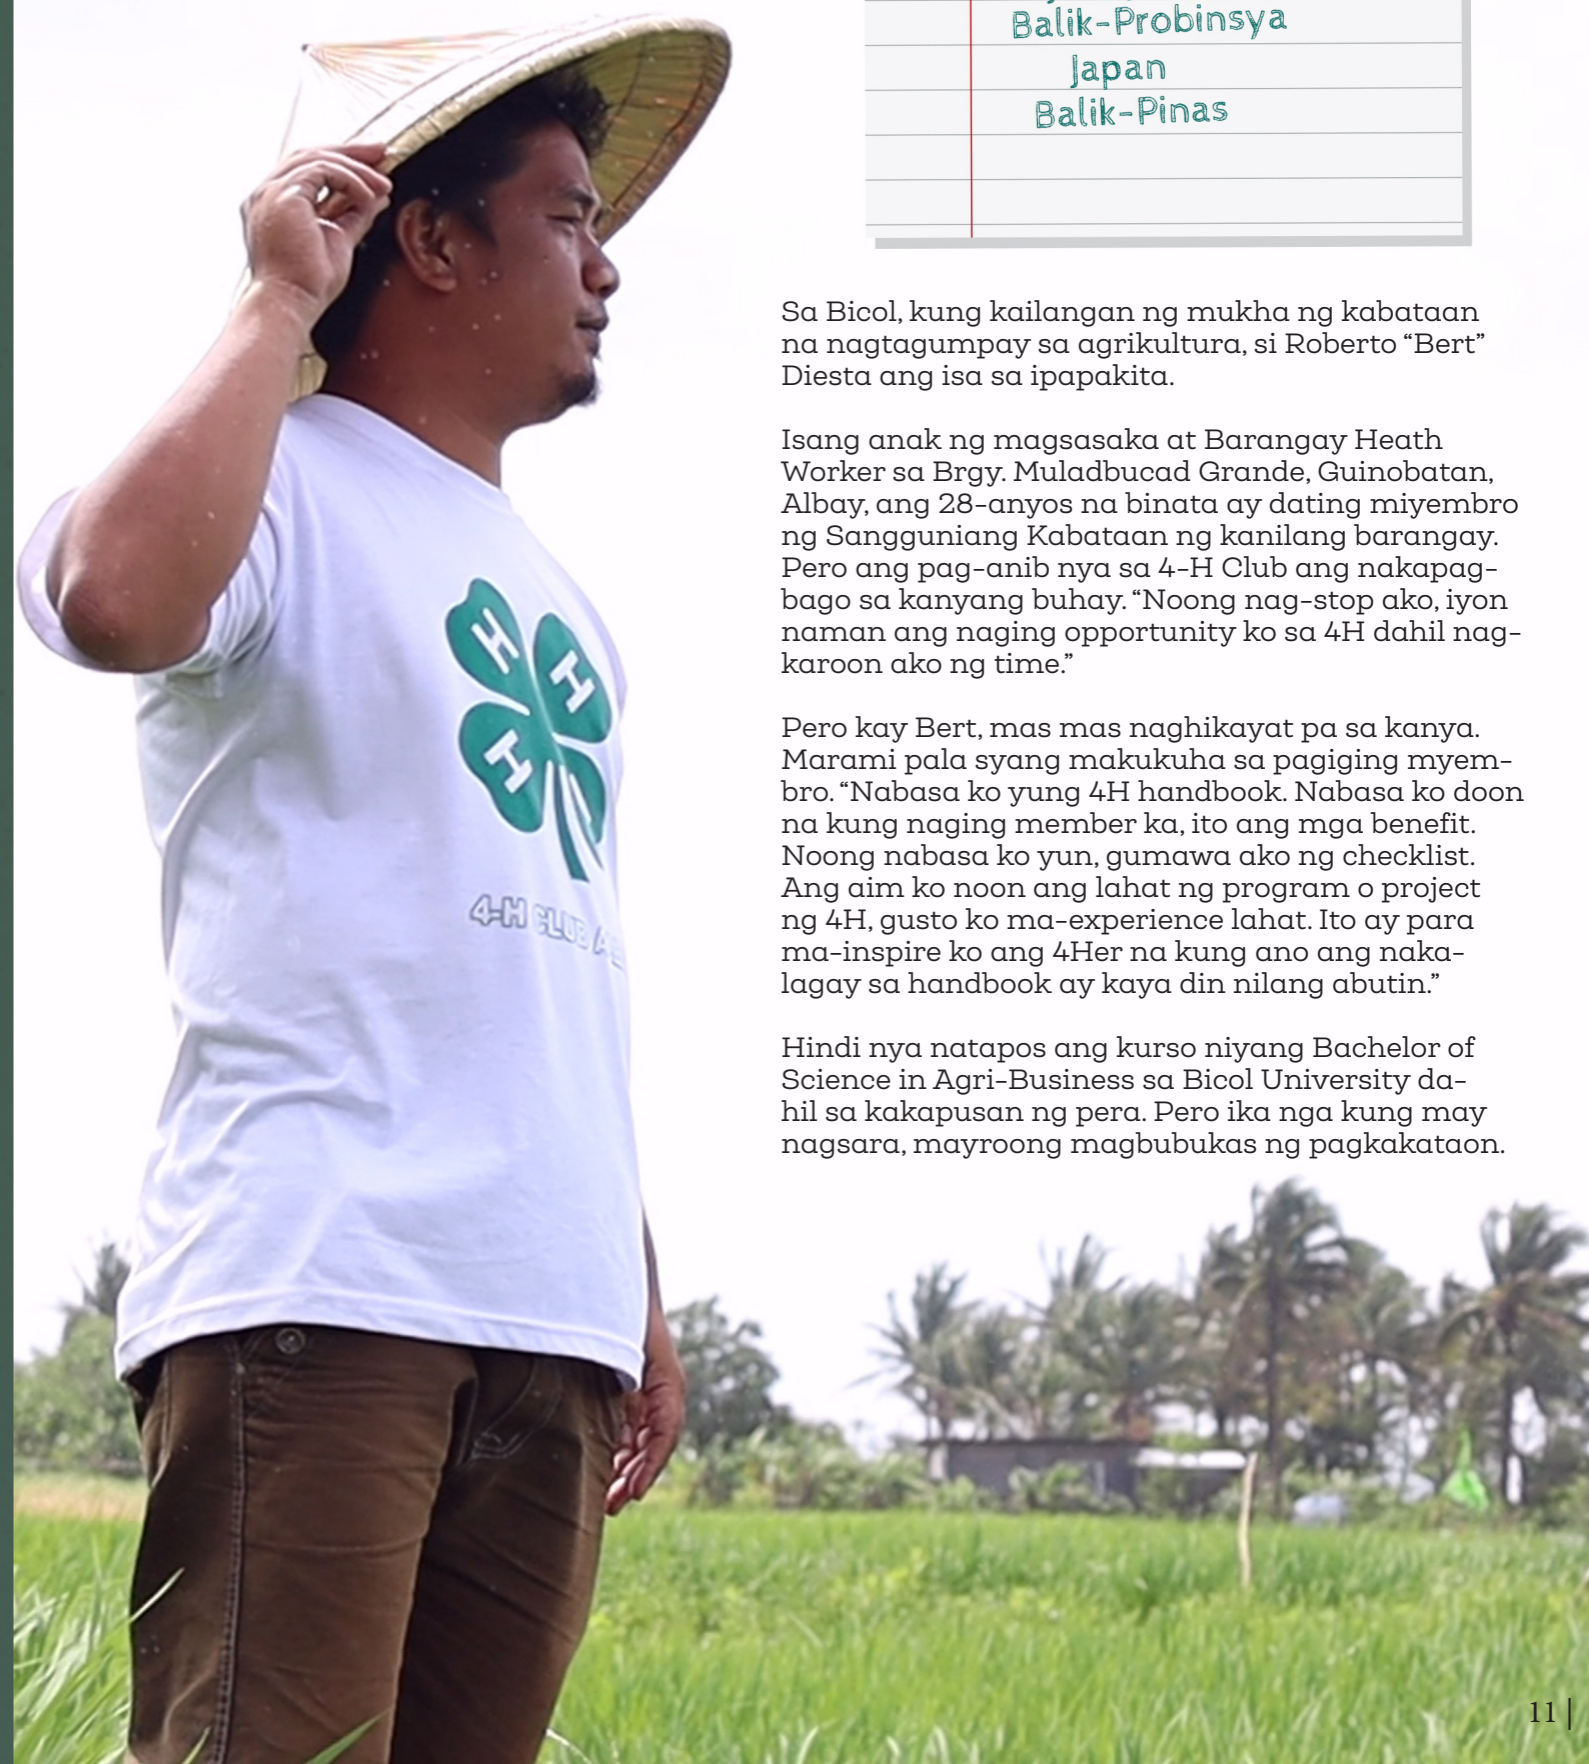 Balik-Probinsya
Japan
Balik-Pinas
Sa Bicol, kung kailangan ng mukha ng kabataan
na nagtagumpay sa agrikultura, si Roberto “Bert”
Diesta ang isa sa ipapakita.
Isang anak ng magsasaka at Barangay Heath
Worker sa Brgy. Muladbucad Grande, Guinobatan,
Albay, ang 28-anyos na binata ay dating miyembro
ng Sangguniang Kabataan ng kanilang barangay.
Pero ang pag-anib nya sa 4-H Club ang nakapag-
bago sa kanyang buhay. “Noong nag-stop ako, iyon
naman ang naging opportunity ko sa 4H dahil nag-
karoon ako ng time.”
Pero kay Bert, mas mas naghikayat pa sa kanya.
Marami pala syang makukuha sa pagiging myem-
bro. “Nabasa ko yung 4H handbook. Nabasa ko doon
na kung naging member ka, ito ang mga benefit.
Noong nabasa ko yun, gumawa ako ng checklist.
Ang aim ko noon ang lahat ng program o project
ng 4H, gusto ko ma-experience lahat. Ito ay para
ma-inspire ko ang 4Her na kung ano ang naka-
lagay sa handbook ay kaya din nilang abutin.”
Hindi nya natapos ang kurso niyang Bachelor of
Science in Agri-Business sa Bicol University da-
hil sa kakapusan ng pera. Pero ika nga kung may
nagsara, mayroong magbubukas ng pagkakataon.
H H
H H
4-H CLUB
11 |